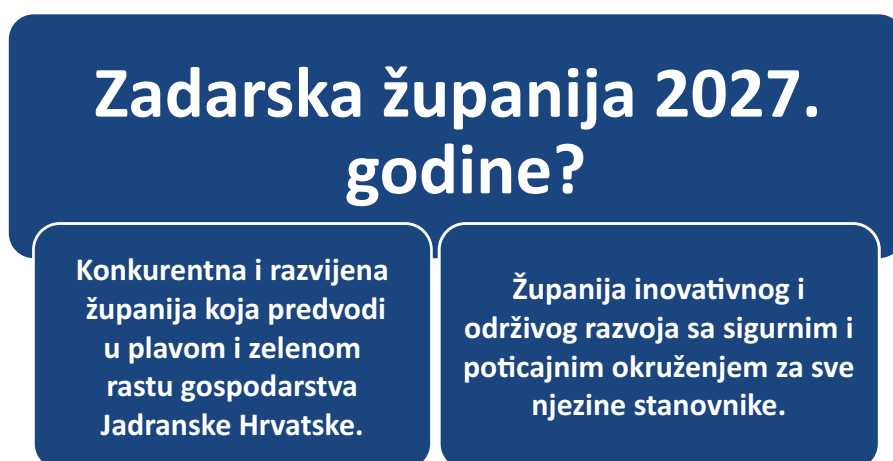 Zadarska županija 2027.
godine?
Konkurentna i razvijena
županija koja predvodi
u plavom i zelenom
rastu gospodarstva
Jadranske Hrvatske.
Županija inovativnog i
održivog razvoja sa sigurnim i
poticajnim okruženjem za sve
njezine stanovnike.